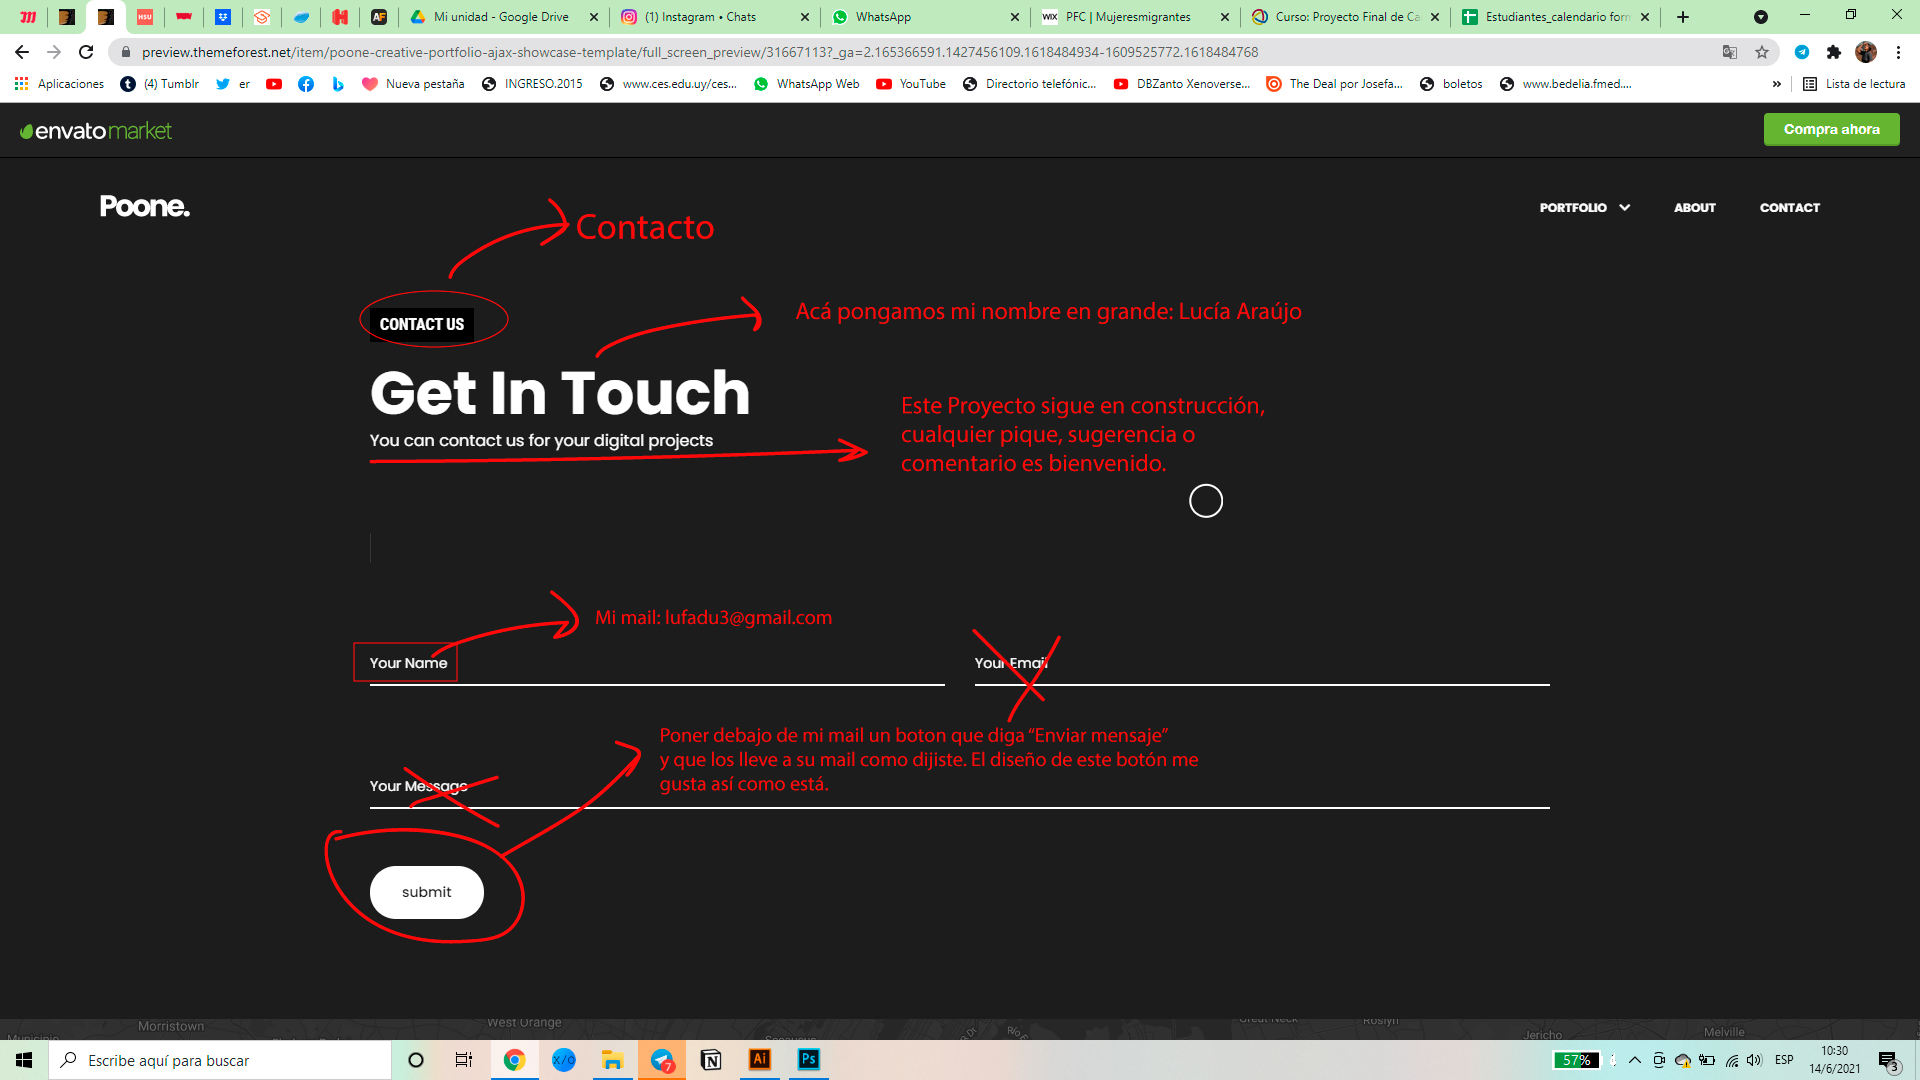 Mi unidad - Google Drive
(1) Instagram • Chats
WhatsApp
WIX PFC | Mujeresmigrantes
Curso: Proyecto Final de Ca
Estudiantes_calendario form
preview.themeforest.net/item/poone-creative-portfolio-ajax-showcase-template/full_screen_preview/31667113?_ga=2.165366591.1427456109.1618484934-1609525772.1618484768
Aplicaciones
(4) Tumblr
er
Nueva pestaña
INGRESO.2015
www.ces.edu.uy/ces...
WhatsApp Web
YouTube
Directorio telefónic...
DBZanto Xenoverse...
The Deal por Josefa...
boletos
www.bedelia.fmed....
»
Lista de lectura
envato market
Compra ahora
Poone.
PORTFOLIO
ABOUT
CONTACT
Contacto
CONTACT US
Acá pongamos mi nombre en grande: Lucía Araújo
Get In Touch
You can contact us for your digital projects
Este Proyecto sigue en construcción,
cualquier pique, sugerencia o
comentario es bienvenido.
Mi mail: lufadu3@gmail.com
Your Name
Your Email
Poner debajo de mi mail un boton que diga “Enviar mensaje”
y que los lleve a su mail como dijiste. El diseño de este botón me
gusta así como está.
Your Message
submit
Morristown
West Orange
Great Neck
Roslyn
Jericho
Melville
Escribe aquí para buscar
X/O
7
Ai
Ps
57%
ESP
10:30
14/6/2021
3